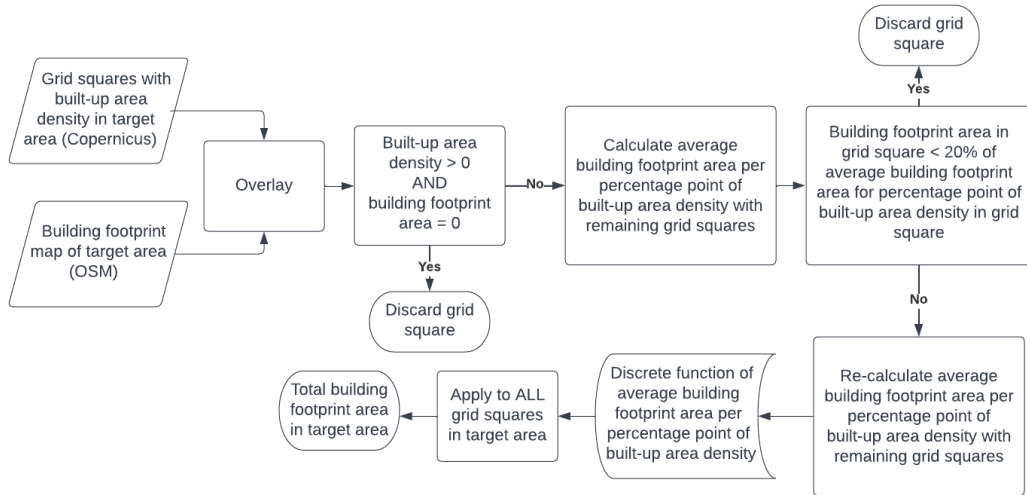 Grid squares with
built-up area
density in target
area (Copernicus)
Building footprint
map of target area
(OSM)
Overlay
Built-up area
density > 0
AND
building footprint
area = 0
Yes
Discard grid
square
No
Calculate average
building footprint area per
percentage point of
built-up area density with
remaining grid squares
Building footprint area in
grid square < 20% of
average building footprint
area for percentage point of
built-up area density in grid
square
Yes
Discard grid
square
No
Re-calculate average
building footprint area per
percentage point of
built-up area density with
remaining grid squares
Discrete function of
average building
footprint area per
percentage point of
built-up area density
Apply to ALL
grid squares
in target area
Total building
footprint area
in target area